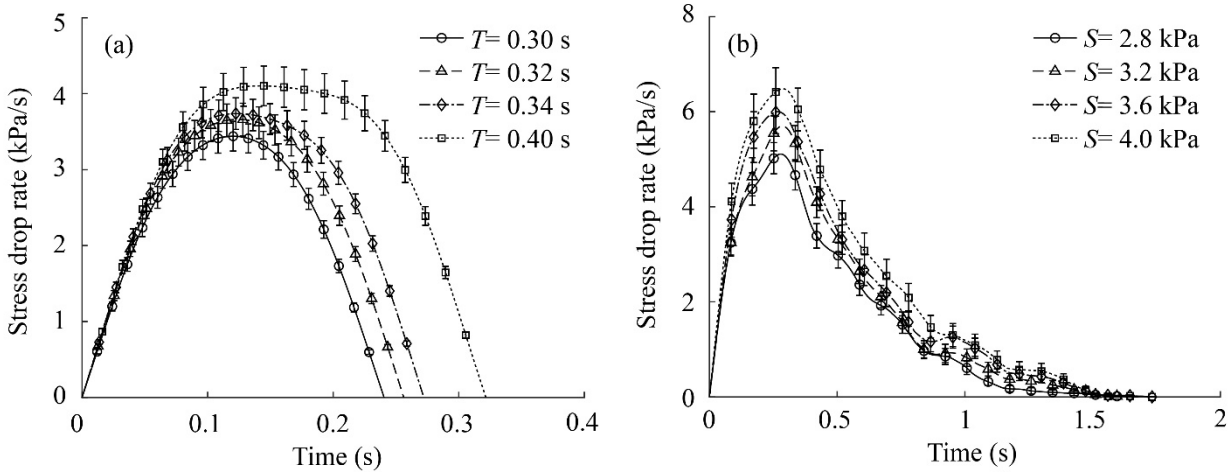 (a)
T= 0.30 s
T= 0.32 s
T= 0.34 s
T= 0.40 s
Stress drop rate (kPa/s)
5
4
3
2
1
0
0 0.1 0.2 0.3 0.4
Time (s)
(b)
S= 2.8 kPa
S= 3.2 kPa
S= 3.6 kPa
S= 4.0 kPa
Stress drop rate (kPa/s)
8
6
4
2
0
0 0.5 1 1.5 2
Time (s)